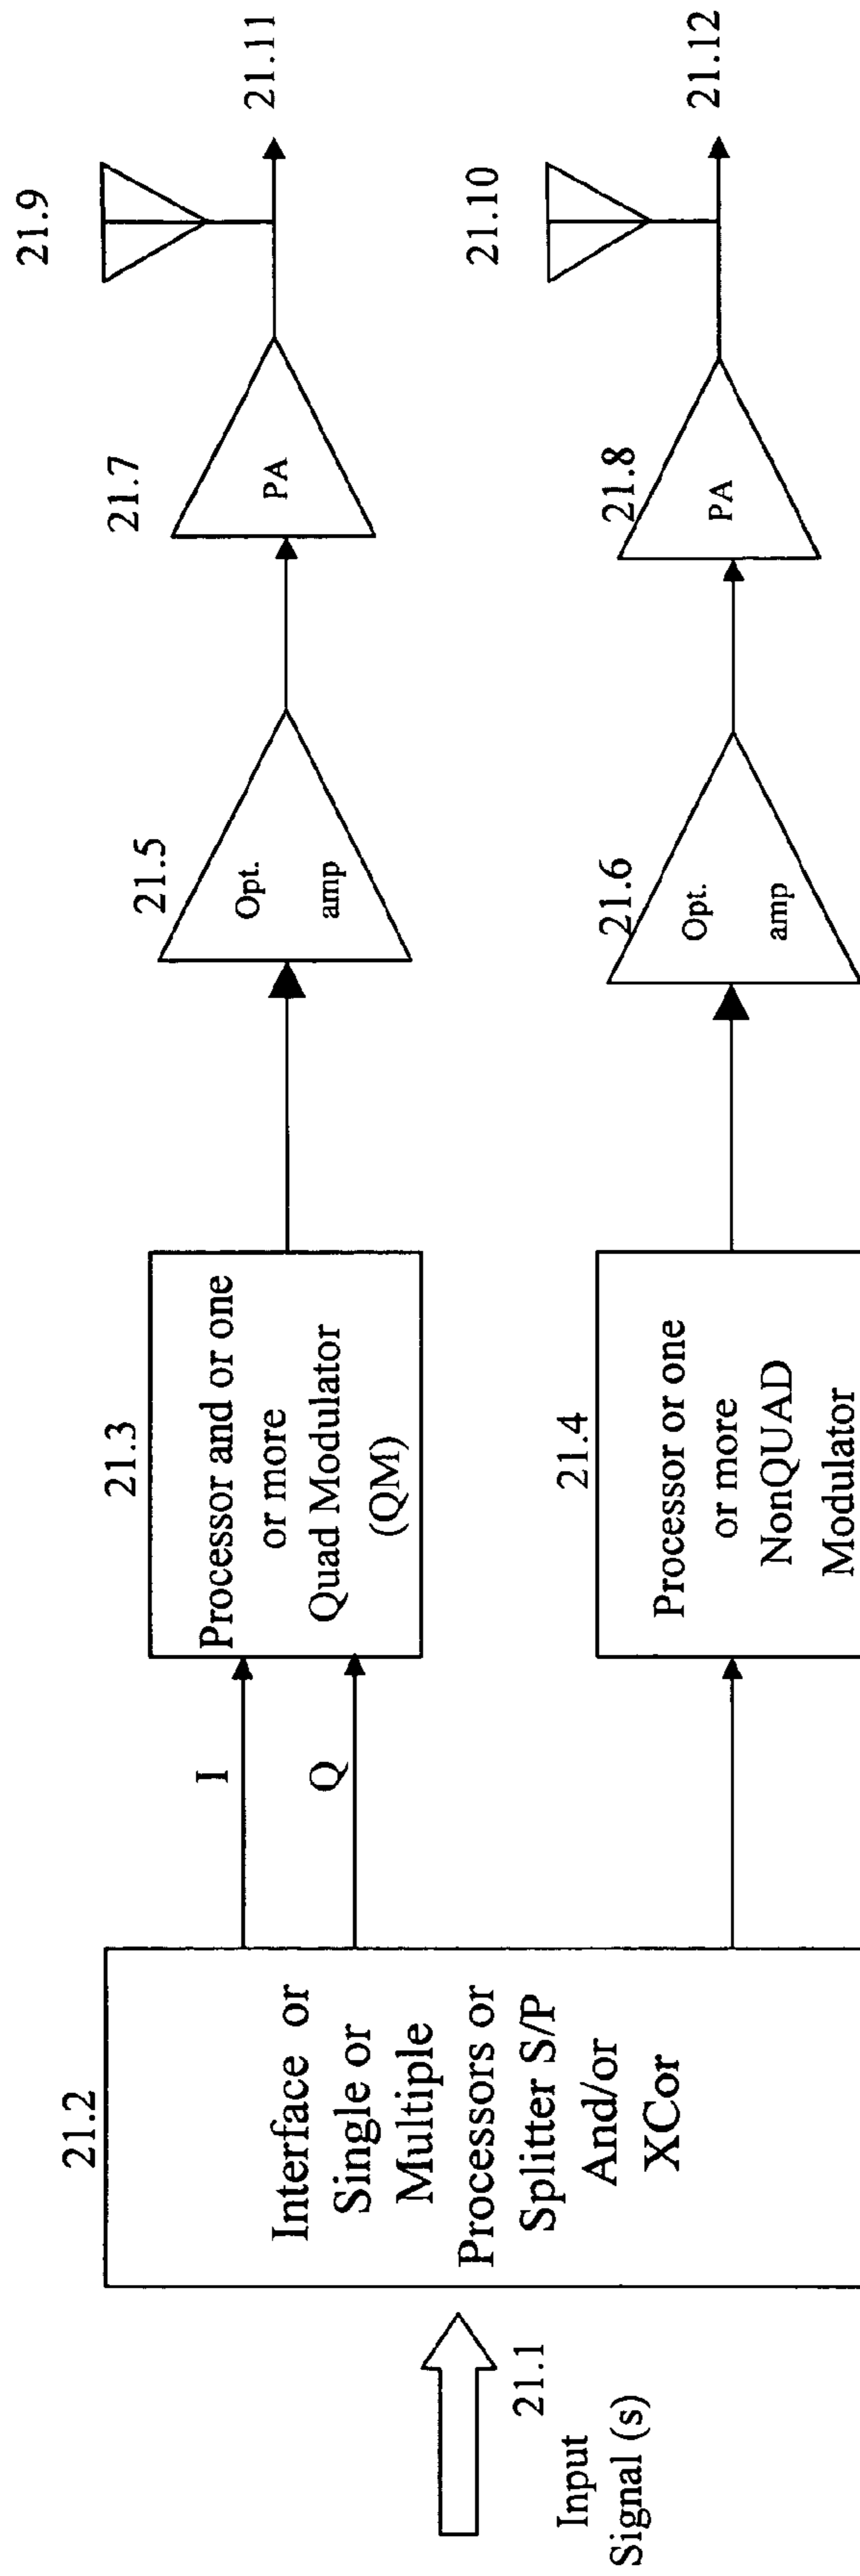 21.1
Input
Signal (s)
21.2
Interface or
Single or
Multiple
Processors or
Splitter S/P
And/or
XCor
I
Q
21.3
Processor and or one
or more
Quad Modulator
(QM)
21.4
Processor or one
or more
NonQUAD
Modulator
21.5
Opt.
amp
21.6
Opt.
amp
21.7
PA
21.8
PA
21.9
21.11
21.10
21.12